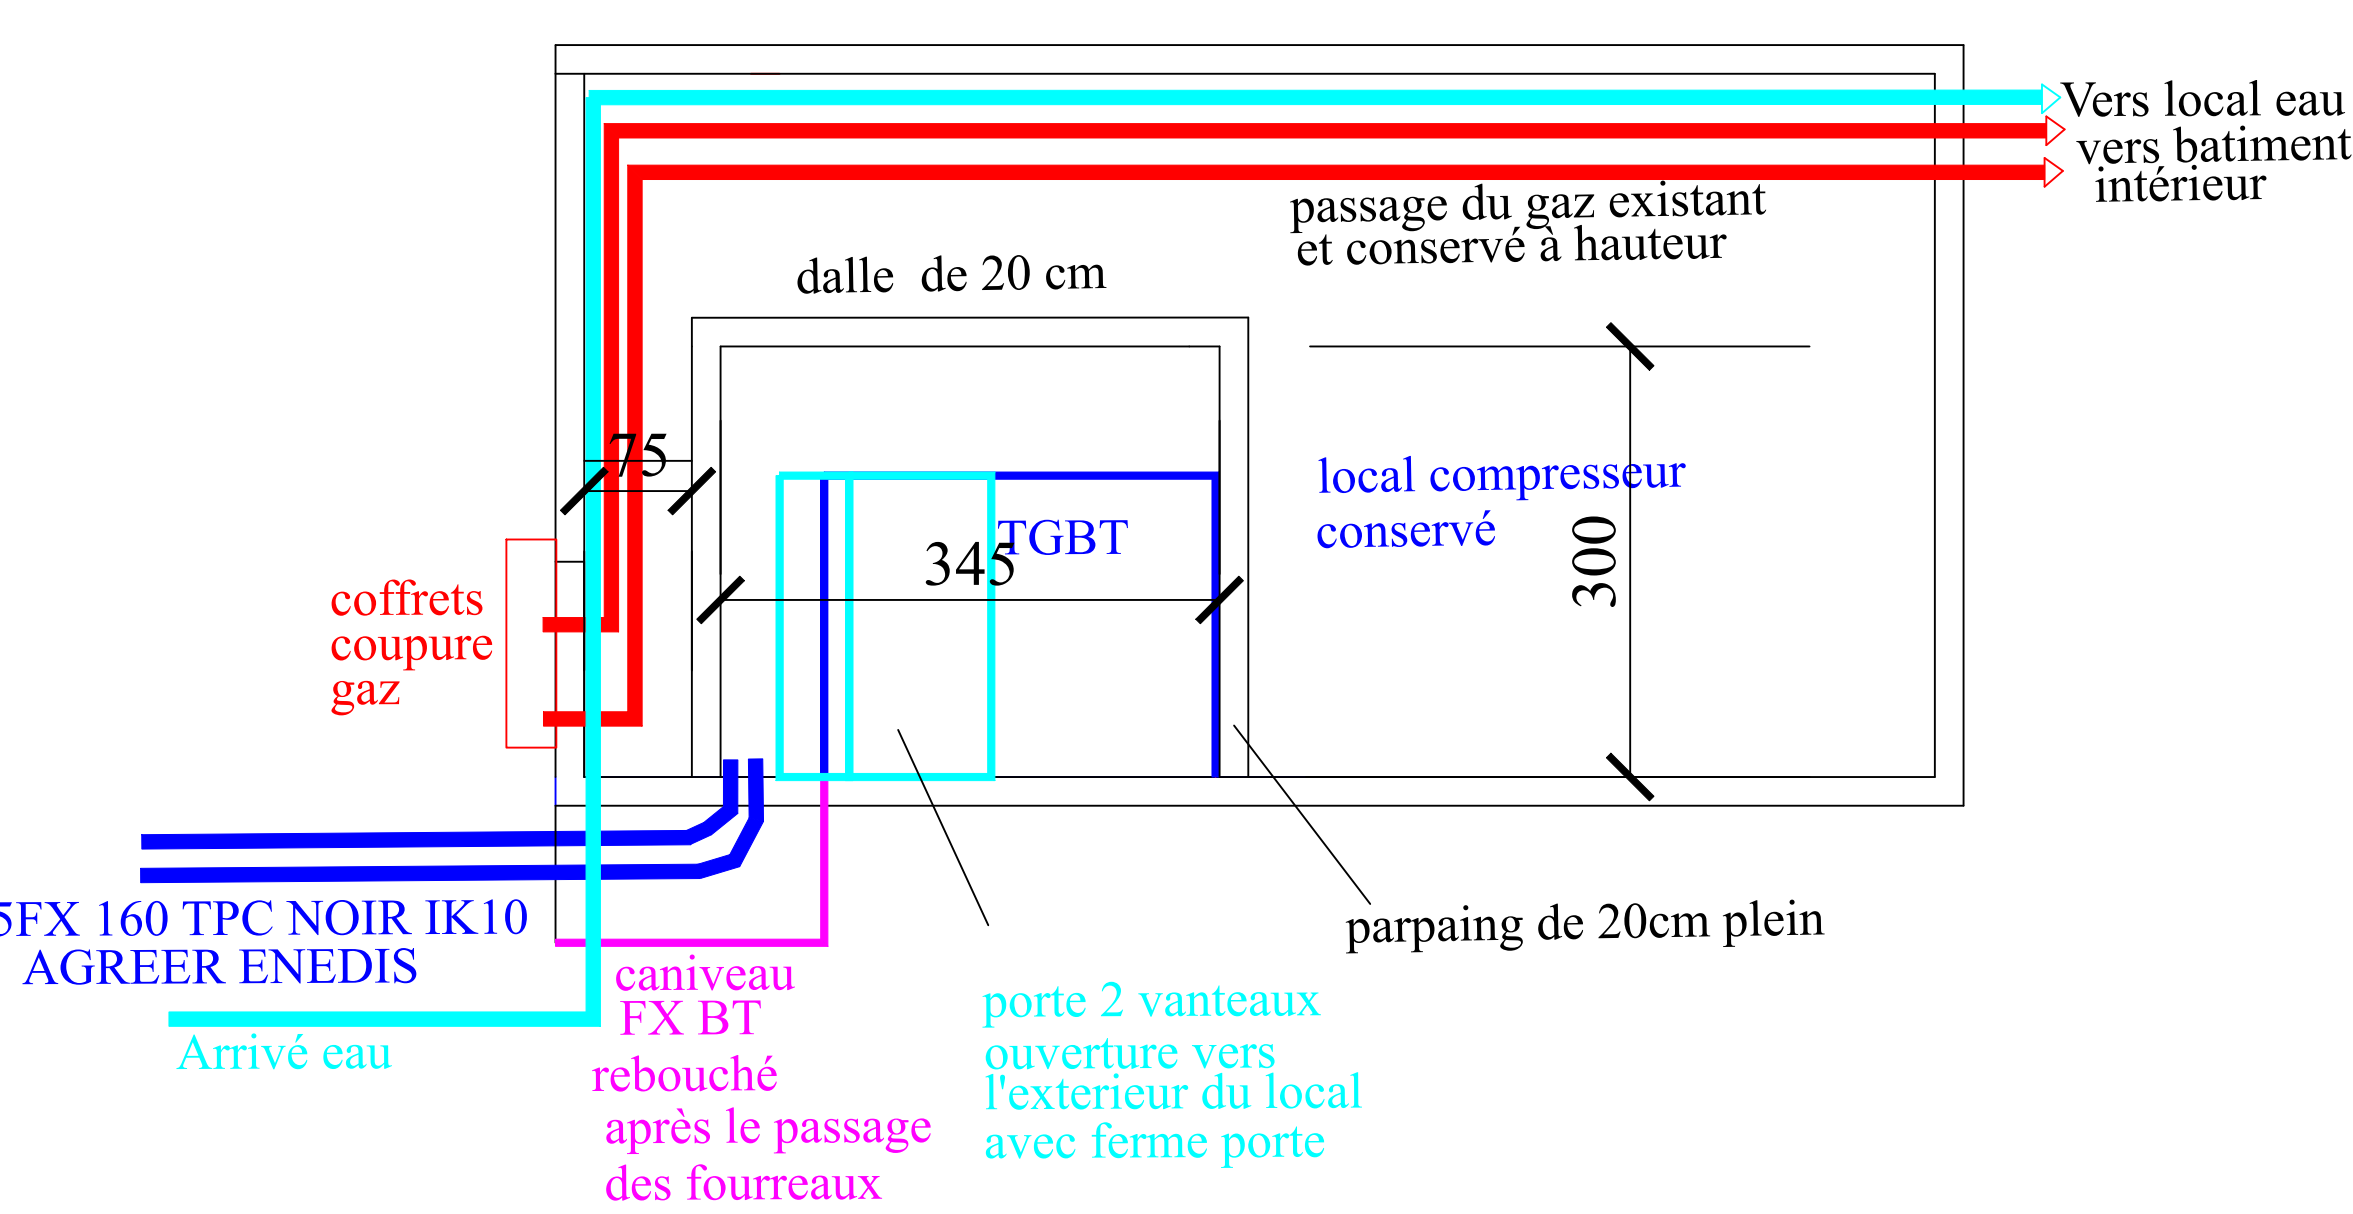 Vers local eau
vers batiment
intérieur
passage du gaz existant
et conservé à hauteur
dalle de 20 cm
75
local compresseur
conservé
TGBT
345
300
coffrets
coupure
gaz
5FX 160 TPC NOIR IK10
AGREER ENEDIS
Arrivé eau
caniveau
FX BT
rebouché
après le passage
des fourreaux
porte 2 vanteaux
ouverture vers
l'exterieur du local
avec ferme porte
parpaing de 20cm plein